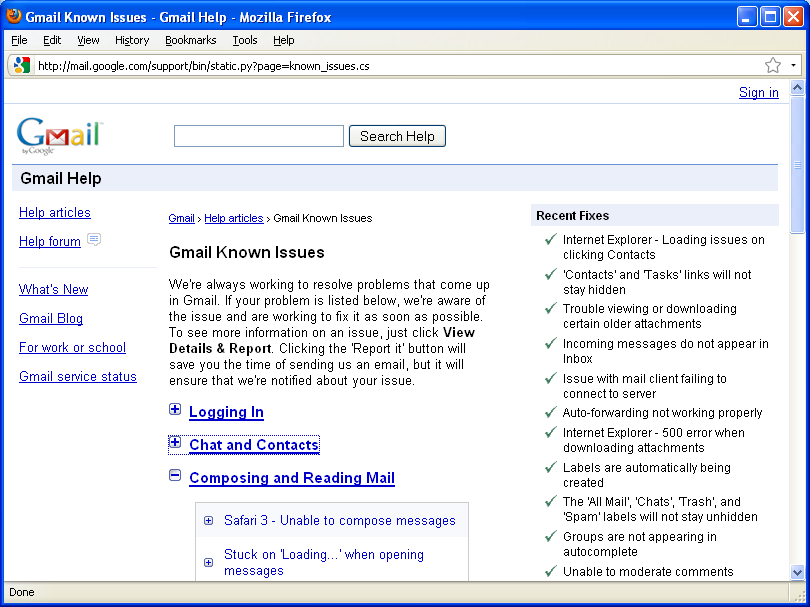 Gmail Known Issues - Gmail Help - Mozilla Firefox
File Edit View History Bookmarks Tools Help
http://mail.google.com/support/bin/static.py?page=known_issues.cs
Sign in
Gmail
by Google
Search Help
Gmail Help
Help articles
Help forum
What's New
Gmail Blog
For work or school
Gmail service status
Gmail › Help articles › Gmail Known Issues
Gmail Known Issues
We're always working to resolve problems that come up
in Gmail. If your problem is listed below, we're aware of
the issue and are working to fix it as soon as possible.
To see more information on an issue, just click View
Details & Report. Clicking the 'Report it' button will
save you the time of sending us an email, but it will
ensure that we're notified about your issue.
Logging In
Chat and Contacts
Composing and Reading Mail
Safari 3 - Unable to compose messages
Stuck on 'Loading...' when opening
messages
Recent Fixes
Internet Explorer - Loading issues on
clicking Contacts
'Contacts' and 'Tasks' links will not
stay hidden
Trouble viewing or downloading
certain older attachments
Incoming messages do not appear in
Inbox
Issue with mail client failing to
connect to server
Auto-forwarding not working properly
Internet Explorer - 500 error when
downloading attachments
Labels are automatically being
created
The 'All Mail', 'Chats', 'Trash', and
'Spam' labels will not stay unhidden
Groups are not appearing in
autocomplete
Unable to moderate comments
Done